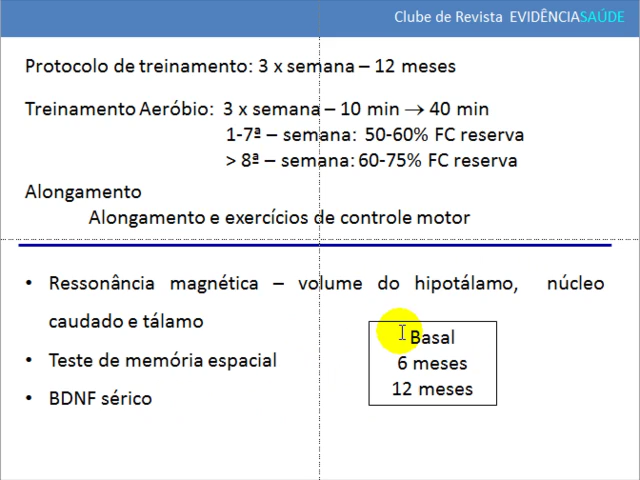 Clube de Revista EVIDÊNCIASAÚDE
Protocolo de treinamento: 3 x semana – 12 meses
Treinamento Aeróbio: 3 x semana – 10 min → 40 min
1-7ª – semana: 50-60% FC reserva
> 8ª – semana: 60-75% FC reserva
Alongamento
Alongamento e exercícios de controle motor
• Ressonância magnética – volume do hipotálamo, núcleo
caudado e tálamo
• Teste de memória espacial
• BDNF sérico
Basal
6 meses
12 meses